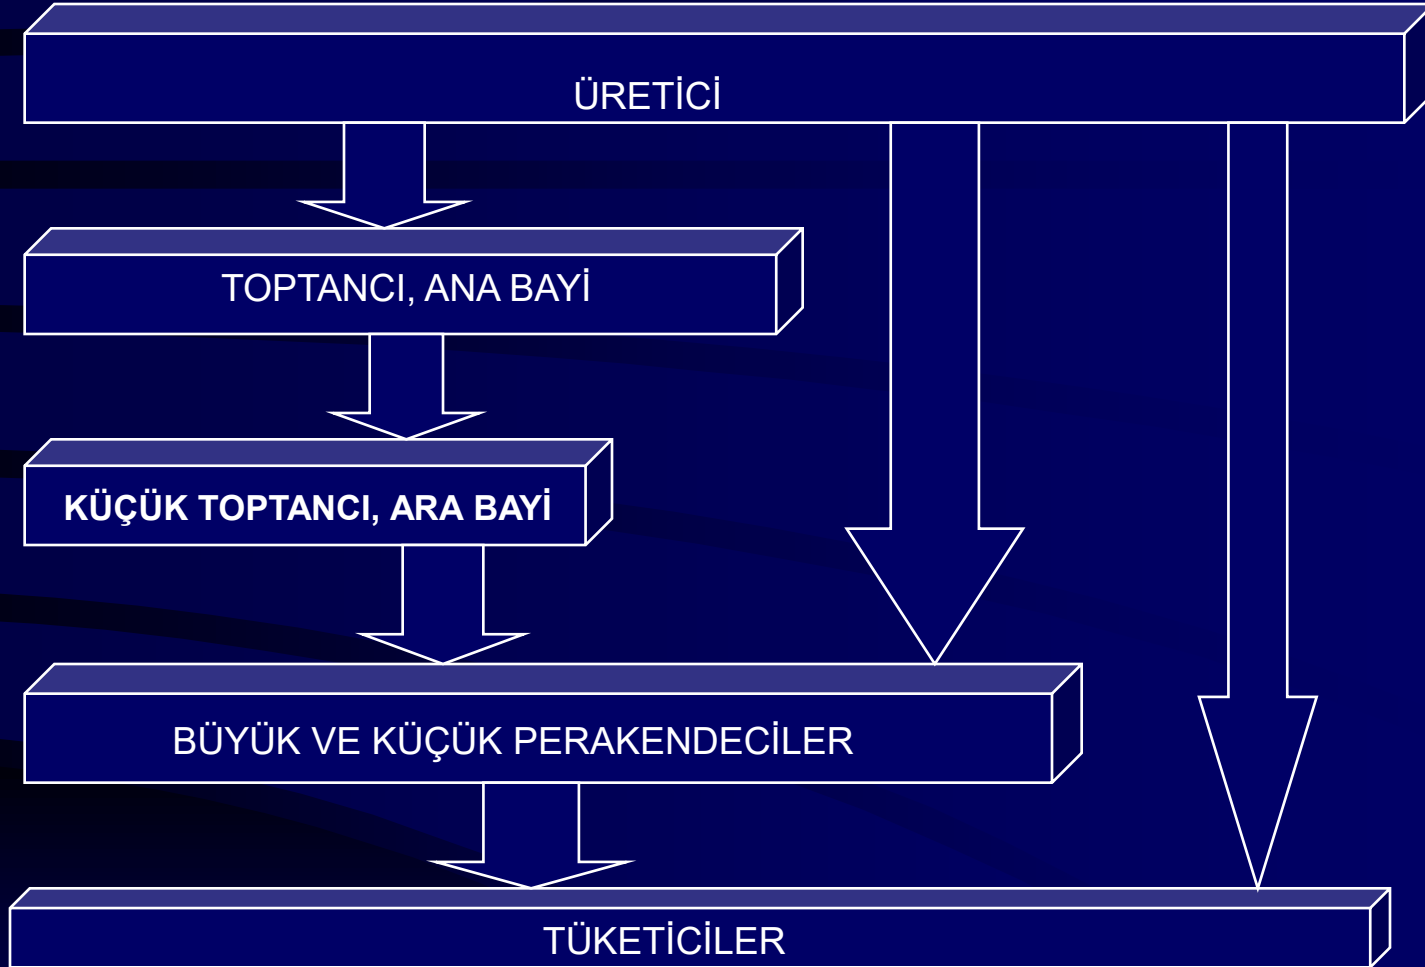 ÜRETİCİ
TOPTANCI, ANA BAYİ
KÜÇÜK TOPTANCI, ARA BAYİ
BÜYÜK VE KÜÇÜK PERAKENDECİLER
TÜKETİCİLER